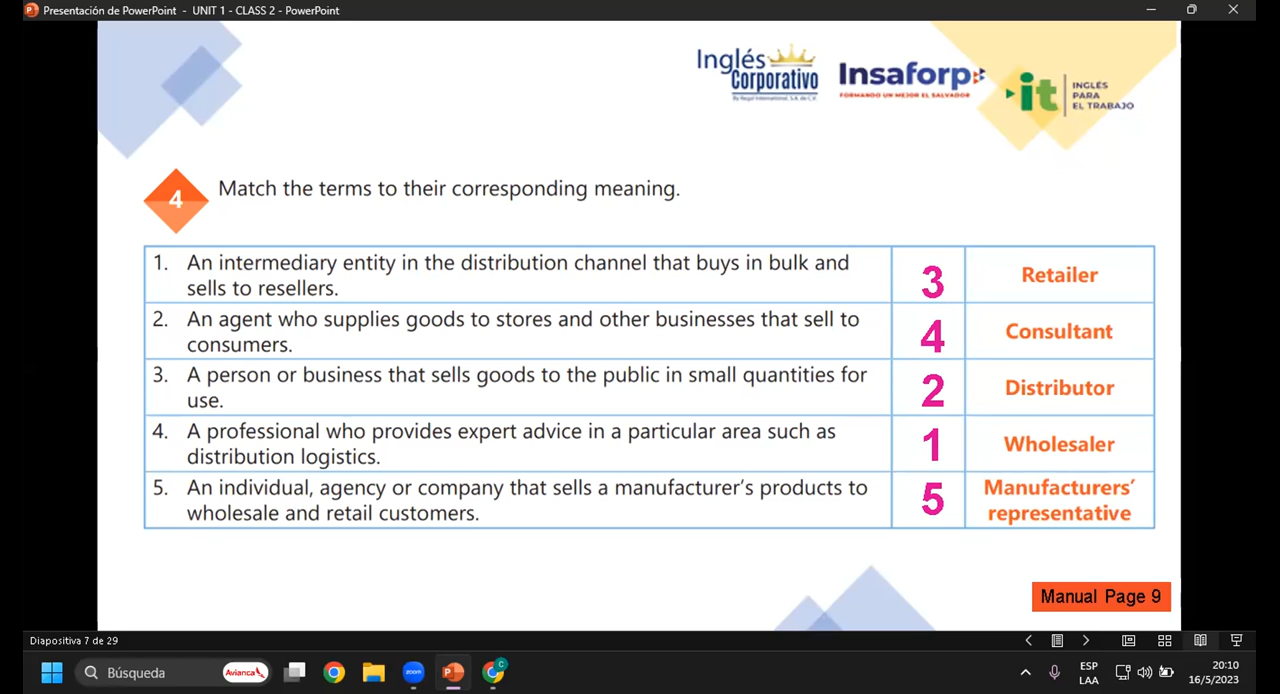 Presentación de PowerPoint - UNIT 1 - CLASS 2 - PowerPoint
Inglés
Corporativo
Insaforp
FORMANDO UN MEJOR EL SALVADOR
it
INGLÉS
PARA
EL TRABAJO
4
Match the terms to their corresponding meaning.
1. An intermediary entity in the distribution channel that buys in bulk and
sells to resellers.
3
Retailer
2. An agent who supplies goods to stores and other businesses that sell to
consumers.
4
Consultant
3. A person or business that sells goods to the public in small quantities for
use.
2
Distributor
4. A professional who provides expert advice in a particular area such as
distribution logistics.
1
Wholesaler
5. An individual, agency or company that sells a manufacturer's products to
wholesale and retail customers.
5
Manufacturers´
representative
Manual Page 9
Diapositiva 7 de 29
Búsqueda
Avianca
zoom
C
ESP
LAA
20:10
16/5/2023